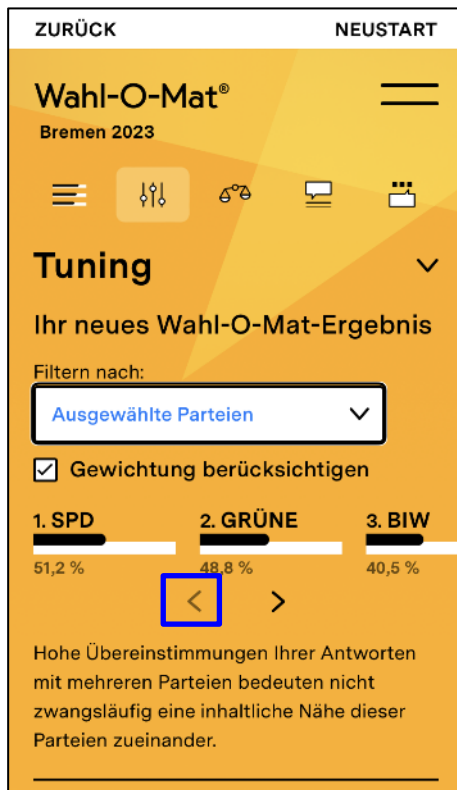 ZURÜCK NEUSTART
Wahl-O-Mat®
Bremen 2023
Tuning
Ihr neues Wahl-O-Mat-Ergebnis
Filtern nach:
Ausgewählte Parteien
Gewichtung berücksichtigen
1. SPD 2. GRÜNE 3. BIW
51,2 % 48,8 % 40,5 %
Hohe Übereinstimmungen Ihrer Antworten
mit mehreren Parteien bedeuten nicht
zwangsläufig eine inhaltliche Nähe dieser
Parteien zueinander.